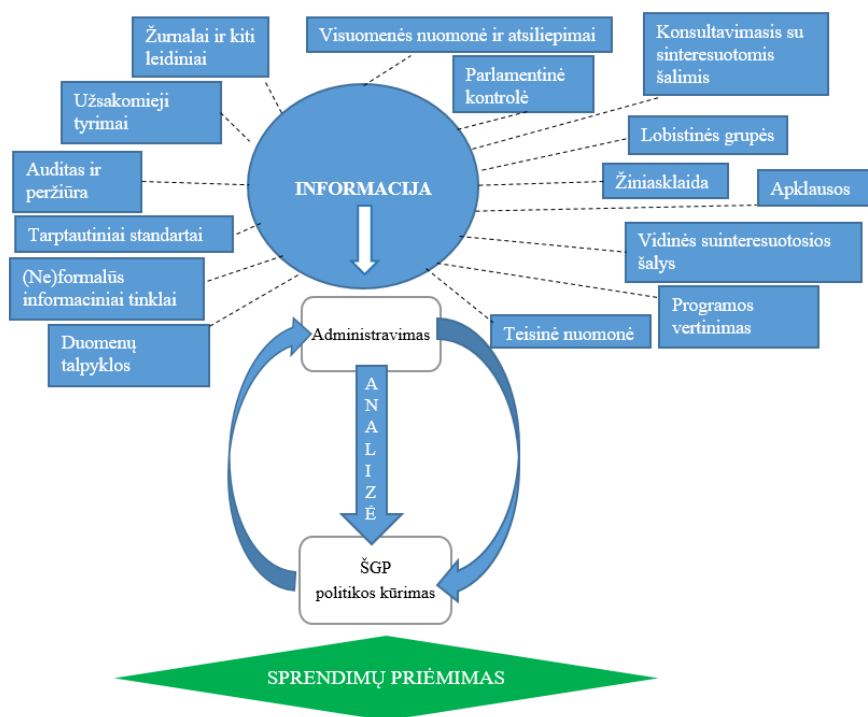 Žurnalai ir kiti
leidiniai
Visuomenės nuomonė ir atsiliepimai
Konsultavimasis su
sinteresuotomis
šalimis
Parlamentinė
kontrolė
Užsakomieji
tyrimai
Lobistinės grupės
Auditas ir
peržiūra
INFORMACIJA
Žiniasklaida
Apklausos
Tarptautiniai standartai
Vidinės suinteresuotosios
šalys
(Ne)formalūs
informaciniai tinklai
Programos
vertinimas
Teisinė nuomonė
Duomenų
talpyklos
Administravimas
A
N
A
L
I
Z
Ė
ŠGP
politikos kūrimas
SPRENDIMŲ PRIĖMIMAS